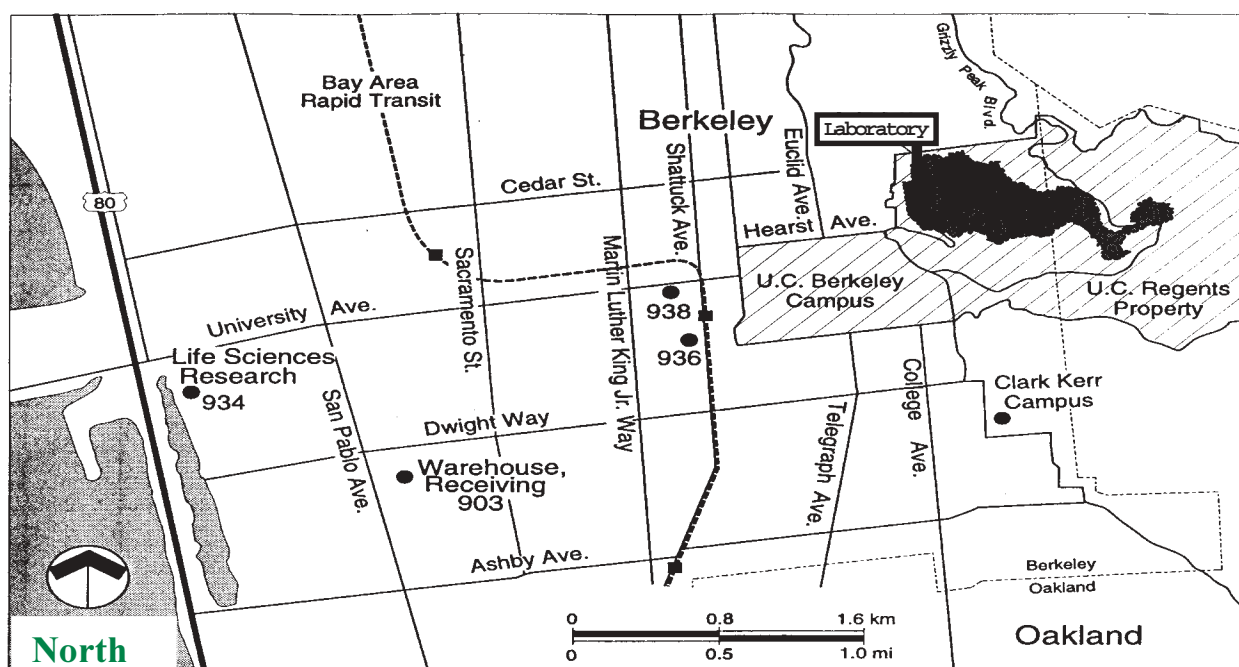 Grizzly Peak Blvd.
Bay Area
Rapid Transit
Berkeley
Laboratory
Euclid Ave.
Shattuck Ave.
Cedar St.
80
Hearst Ave.
Martin Luther King Jr. Way
Sacramento St.
U.C. Berkeley
Campus
U.C. Regents
Property
University Ave.
938
936
Life Sciences
Research
934
San Pablo Ave.
College Ave.
Clark Kerr
Campus
Dwight Way
Telegraph Ave.
Warehouse,
Receiving
903
Ashby Ave.
Berkeley
Oakland
0 0.8 1.6 km
0 0.5 1.0 mi
Oakland
North